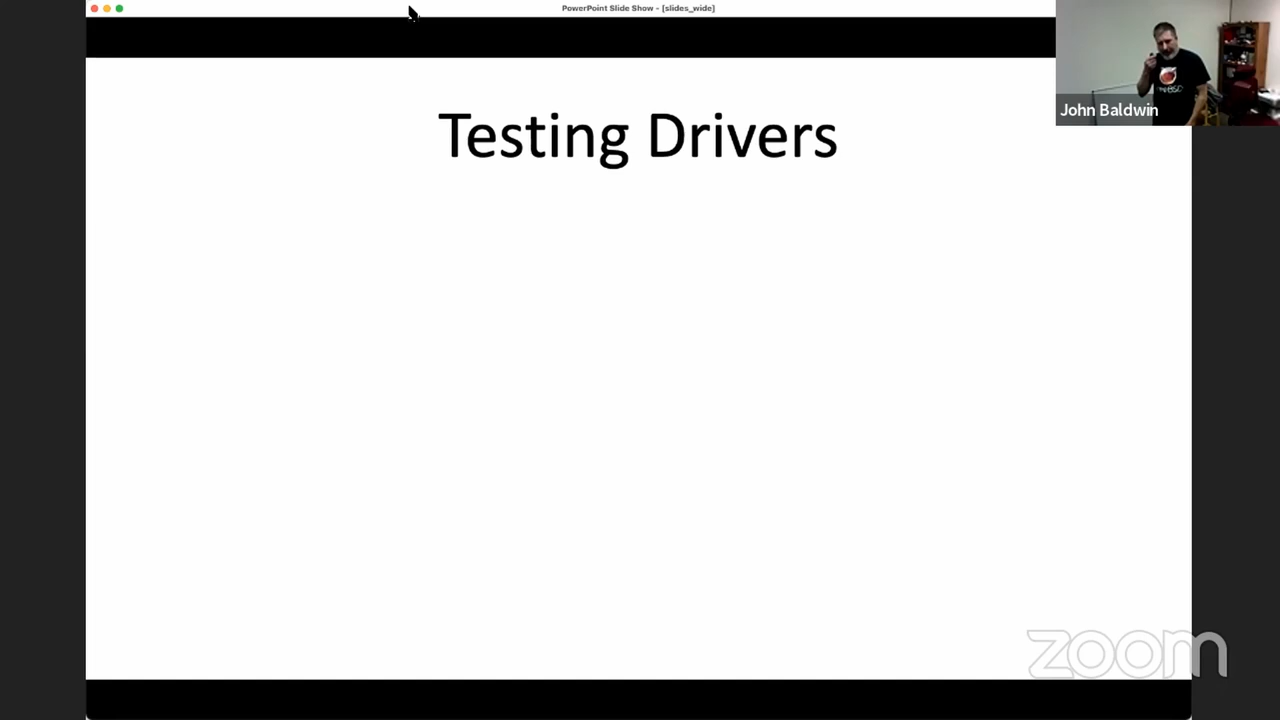 PowerPoint Slide Show - [slides_wide]
John Baldwin
Testing Drivers
zoom